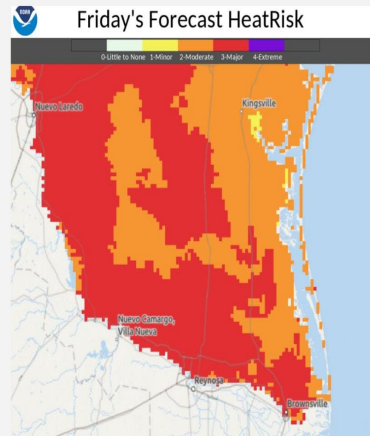 NOAA
Friday's Forecast HeatRisk
0-Little to None 1-Minor 2-Moderate 3-Major 4-Extreme
Nuevo Laredo
Kingsville
Nuevo Camargo,
Villa Nueva
Reynosa
Brownsville